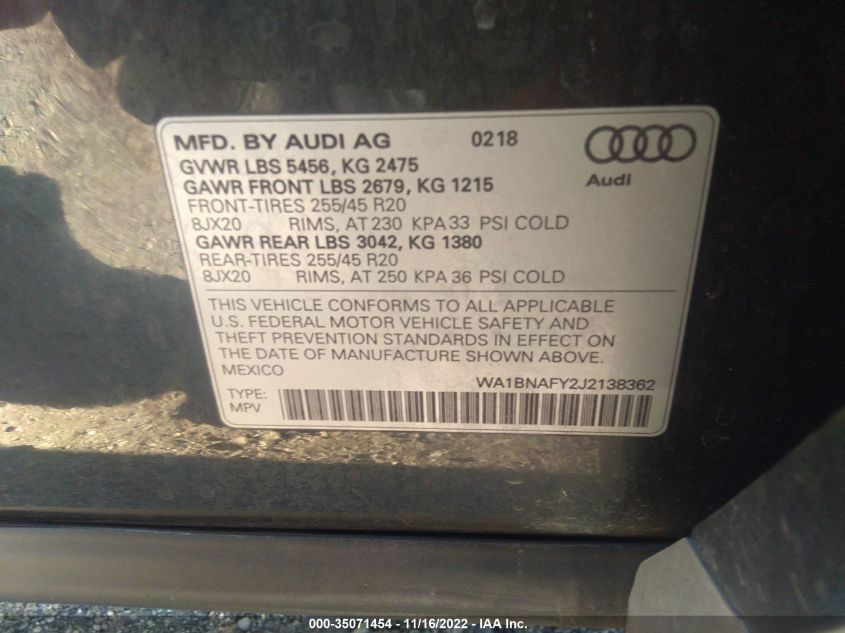 MFD. BY AUDI AG 0218
GVWR LBS 5456, KG 2475
GAWR FRONT LBS 2679, KG 1215
Audi
FRONT-TIRES 255/45 R20
8JX20 RIMS, AT 230 KPA 33 PSI COLD
GAWR REAR LBS 3042, KG 1380
REAR-TIRES 255/45 R20
8JX20 RIMS, AT 250 KPA 36 PSI COLD
THIS VEHICLE CONFORMS TO ALL APPLICABLE
U.S. FEDERAL MOTOR VEHICLE SAFETY AND
THEFT PREVENTION STANDARDS IN EFFECT ON
THE DATE OF MANUFACTURE SHOWN ABOVE.
MEXICO WA1BNAFY2J2138362
TYPE:
MPV
000-35071454 - 11/16/2022 - IAA Inc.